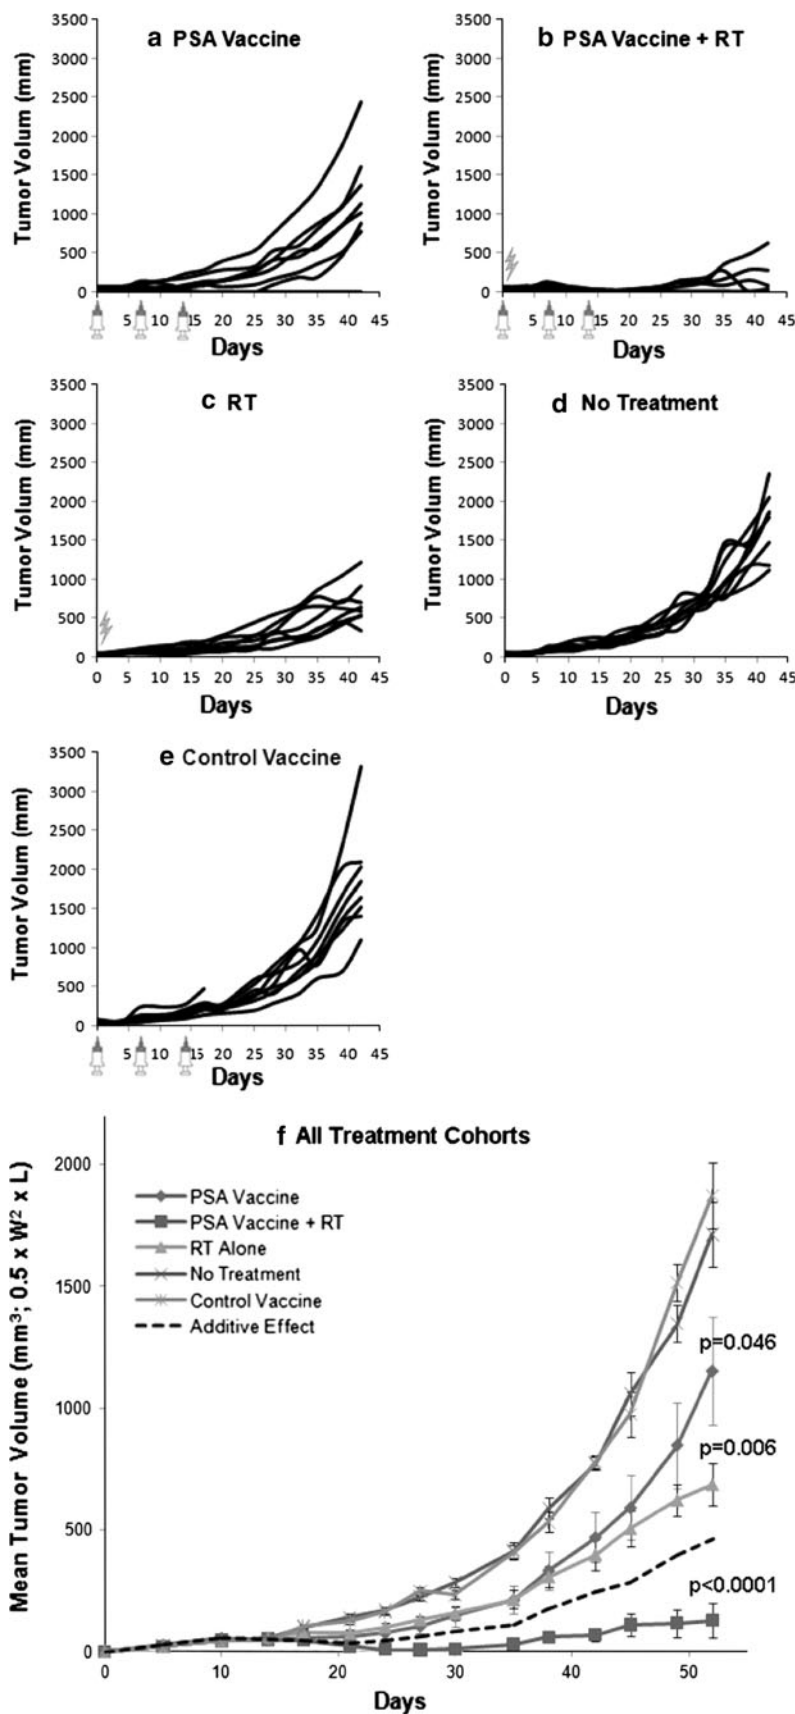 a PSA Vaccine
3500
3000
2500
2000
1500
1000
500
0
Tumor Volum (mm)
5 10 15 20 25 30 35 40 45
Days
b PSA Vaccine + RT
3500
3000
2500
2000
1500
1000
500
0
Tumor Volum (mm)
5 10 15 20 25 30 35 40 45
Days
c RT
3500
3000
2500
2000
1500
1000
500
0
Tumor Volum (mm)
0 5 10 15 20 25 30 35 40 45
Days
d No Treatment
3500
3000
2500
2000
1500
1000
500
0
Tumor Volum (mm)
0 5 10 15 20 25 30 35 40 45
Days
e Control Vaccine
3500
3000
2500
2000
1500
1000
500
0
Tumor Volum (mm)
5 10 15 20 25 30 35 40 45
Days
f All Treatment Cohorts
2000
1500
1000
500
0
Mean Tumor Volume (mm³; 0.5 x W² x L)
PSA Vaccine
PSA Vaccine + RT
RT Alone
No Treatment
Control Vaccine
Additive Effect
p=0.046
p=0.006
p<0.0001
0 10 20 30 40 50
Days